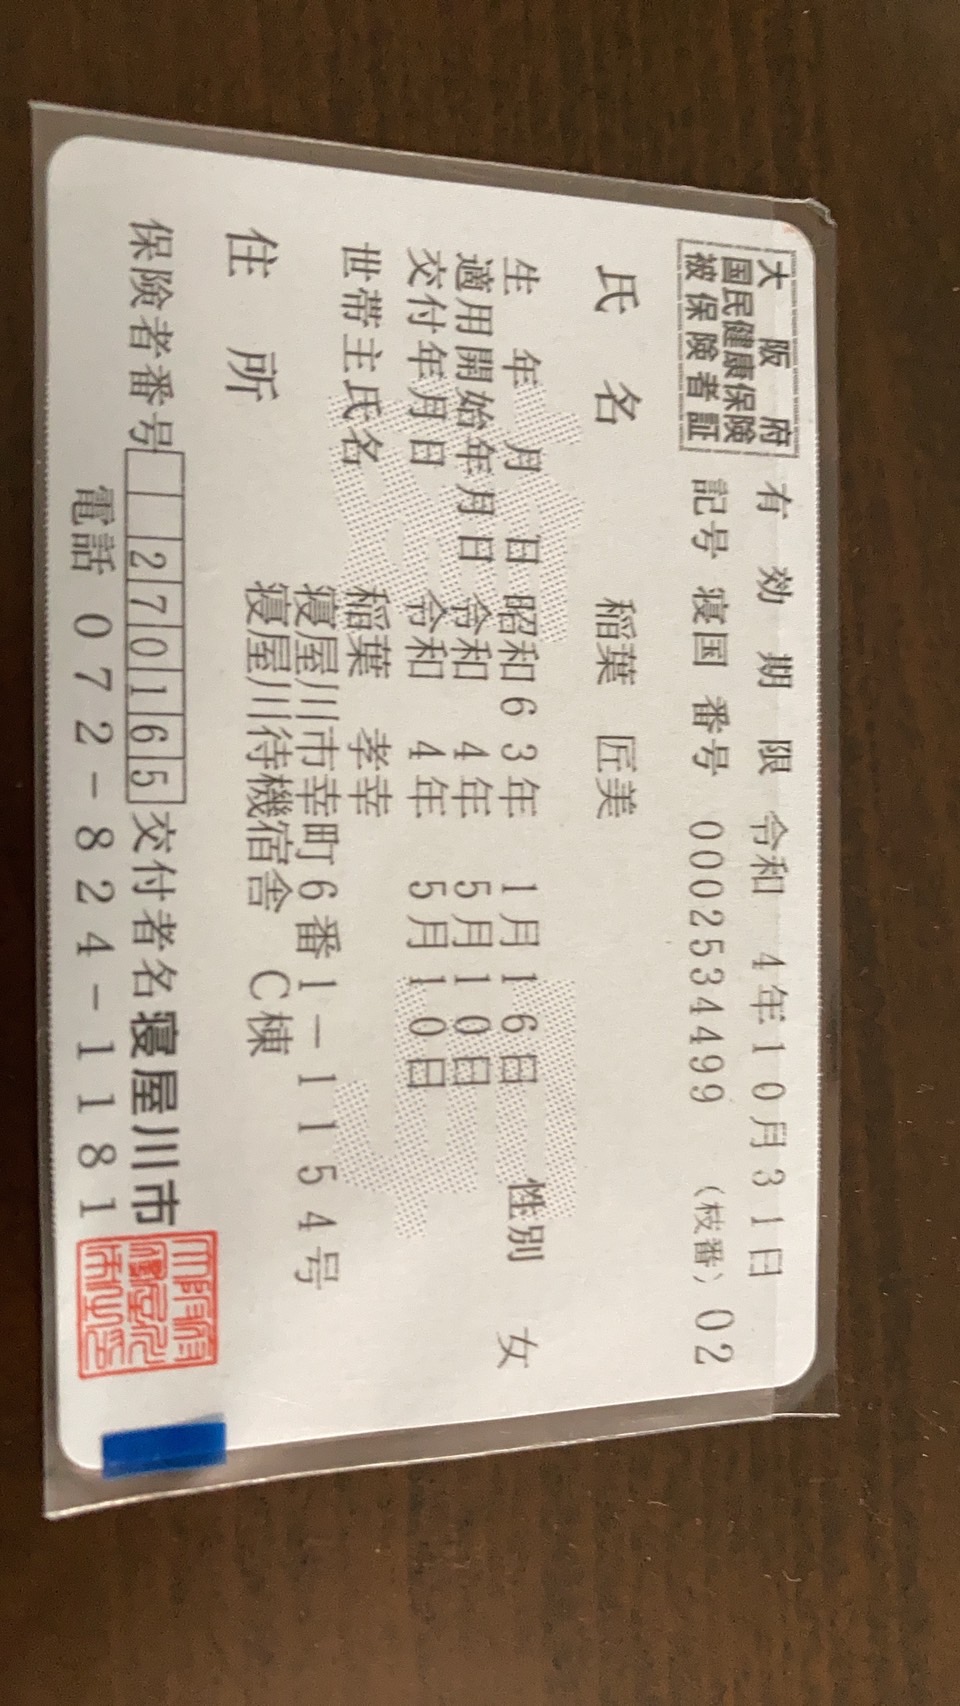 大阪府
国民健康保険
被保険者証
有効期限 令和 4年10月31日
記号 寝国 番号 0002534499 (枝番) 02
氏名 稲葉 匠美
生年月日 昭和63年 1月16日 性別 女
適用開始年月日 令和 4年 5月10日
交付年月日 令和 4年 5月10日
世帯主氏名 稲葉 孝幸
住所 寝屋川市幸町6番1-1154号
寝屋川待機宿舎 C棟
保険者番号 270165 交付者名 寝屋川市
電話 072-824-1181